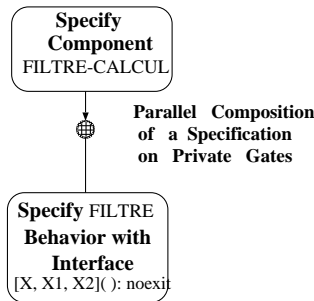 Specify
Component
FILTRE-CALCUL
Parallel Composition
of a Specification
on Private Gates
Specify FILTRE
Behavior with
Interface
[X, X1, X2]( ): noexit